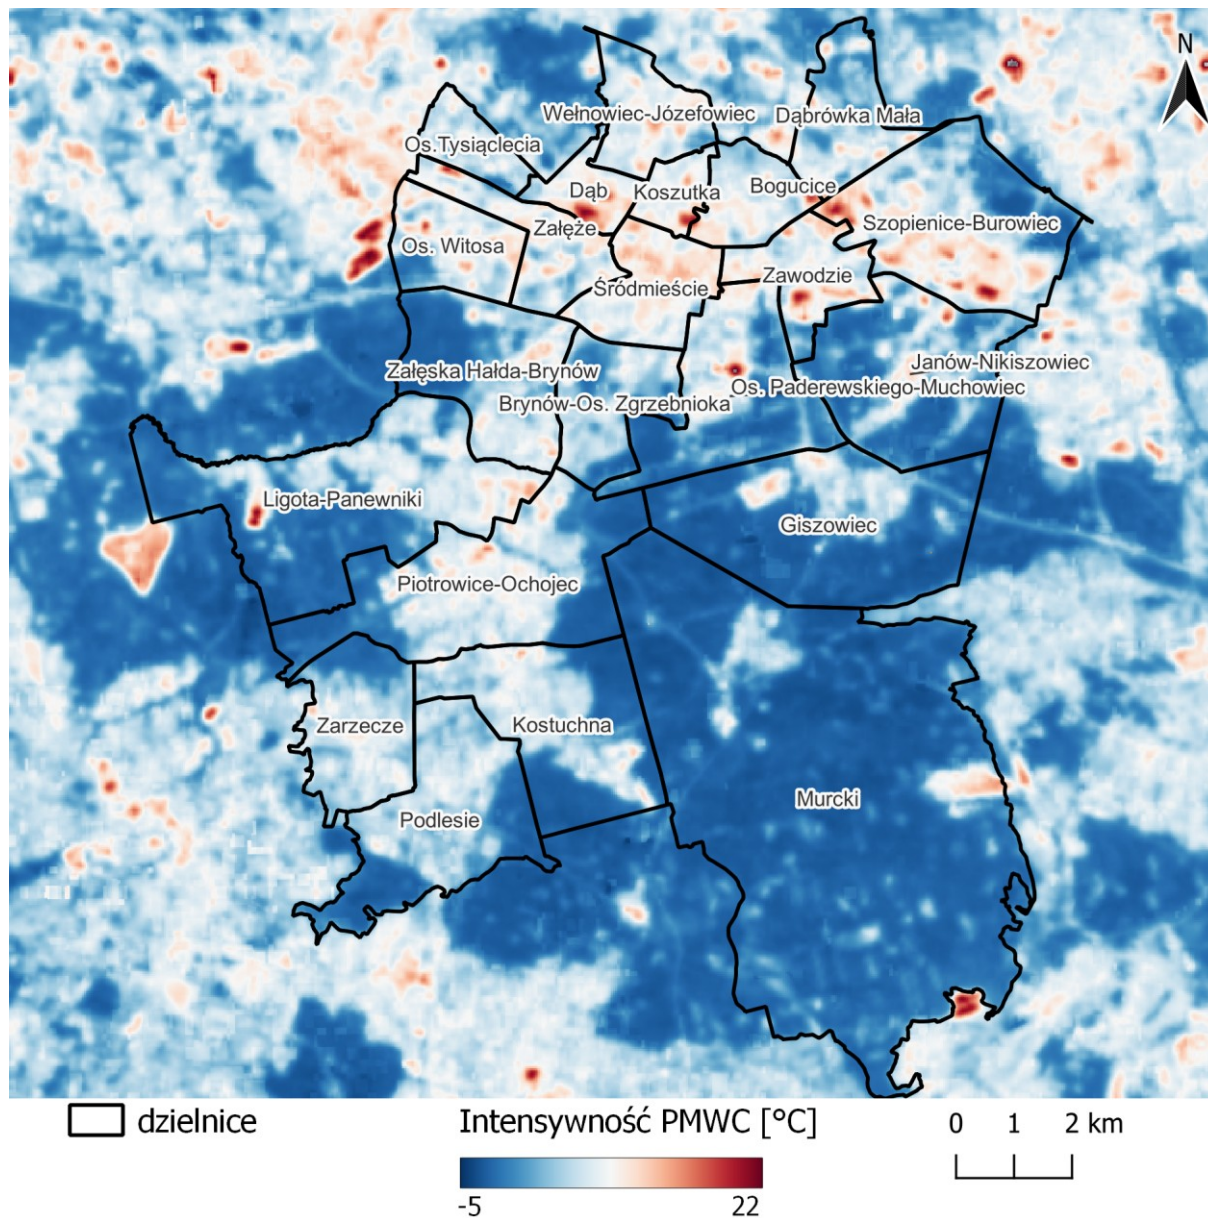 N
Wełnowiec-Józefowiec
Dąbrówka Mała
Os.Tysiąclecia
Dąb
Koszutka
Bogucice
Załęże
Szopienice-Burowiec
Os. Witosa
Śródmieście
Zawodzie
Załęska Hałda-Brynów
Janów-Nikiszowiec
Os. Paderewskiego-Muchowiec
Brynów-Os. Zgrzebnioka
Ligota-Panewniki
Giszowiec
Piotrowice-Ochojec
Zarzecze
Kostuchna
Murcki
Podlesie
dzielnice
Intensywność PMWC [°C]
-5 22
0 1 2 km